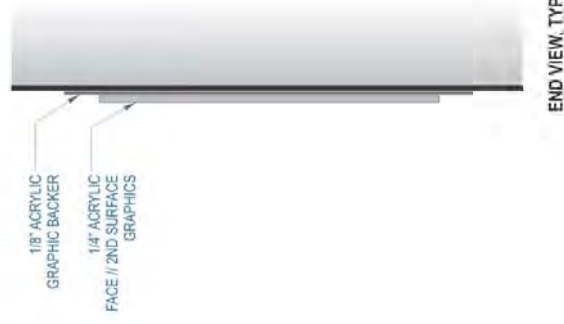 1/8" ACRYLIC
GRAPHIC BACKER
1/4" ACRYLIC
FACE // 2ND SURFACE
GRAPHICS
END VIEW, TYP